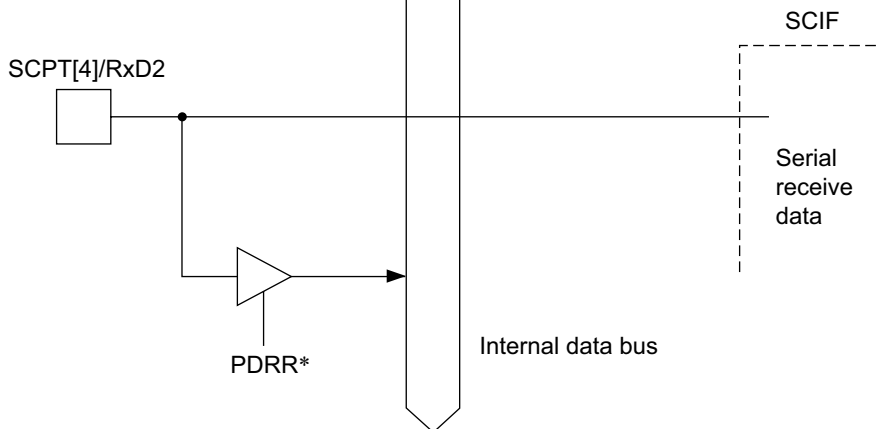 SCIF
SCPT[4]/RxD2
Serial
receive
data
Internal data bus
PDRR*